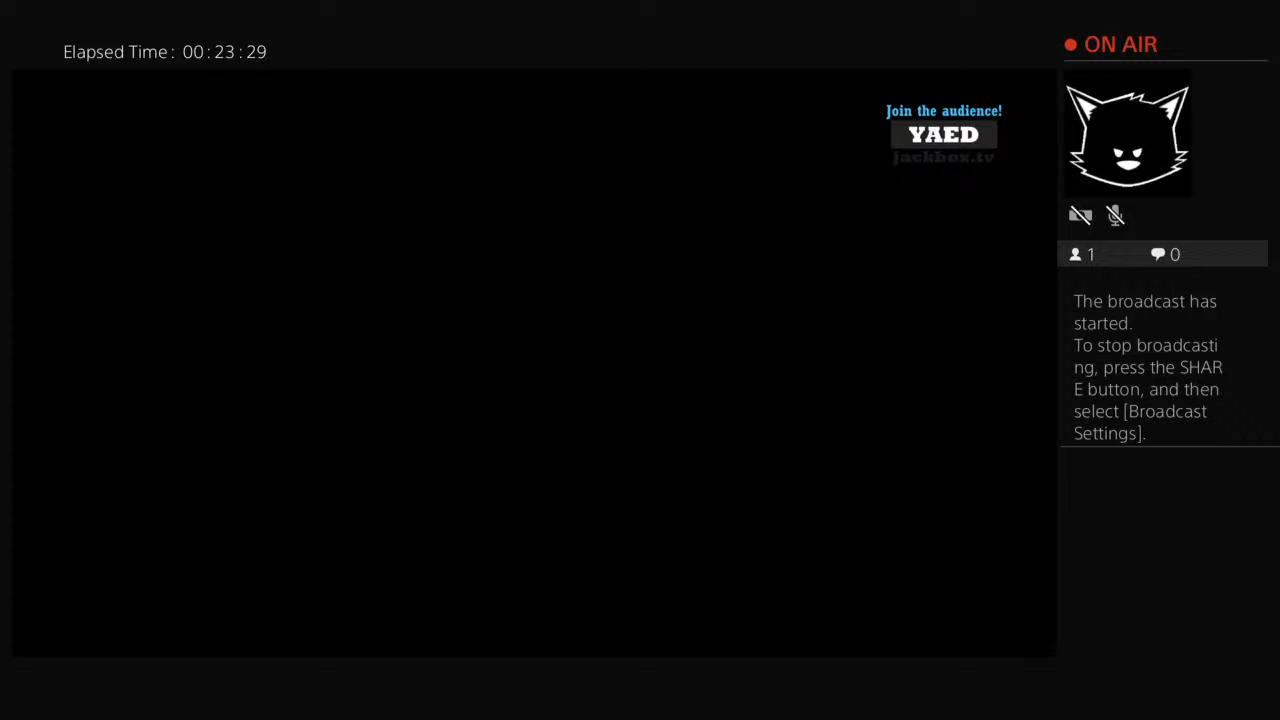 Elapsed Time: 00:23:29
ON AIR
Join the audience!
YAED
jackbox.tv
1 0
The broadcast has
started.
To stop broadcasti
ng, press the SHAR
E button, and then
select [Broadcast
Settings].